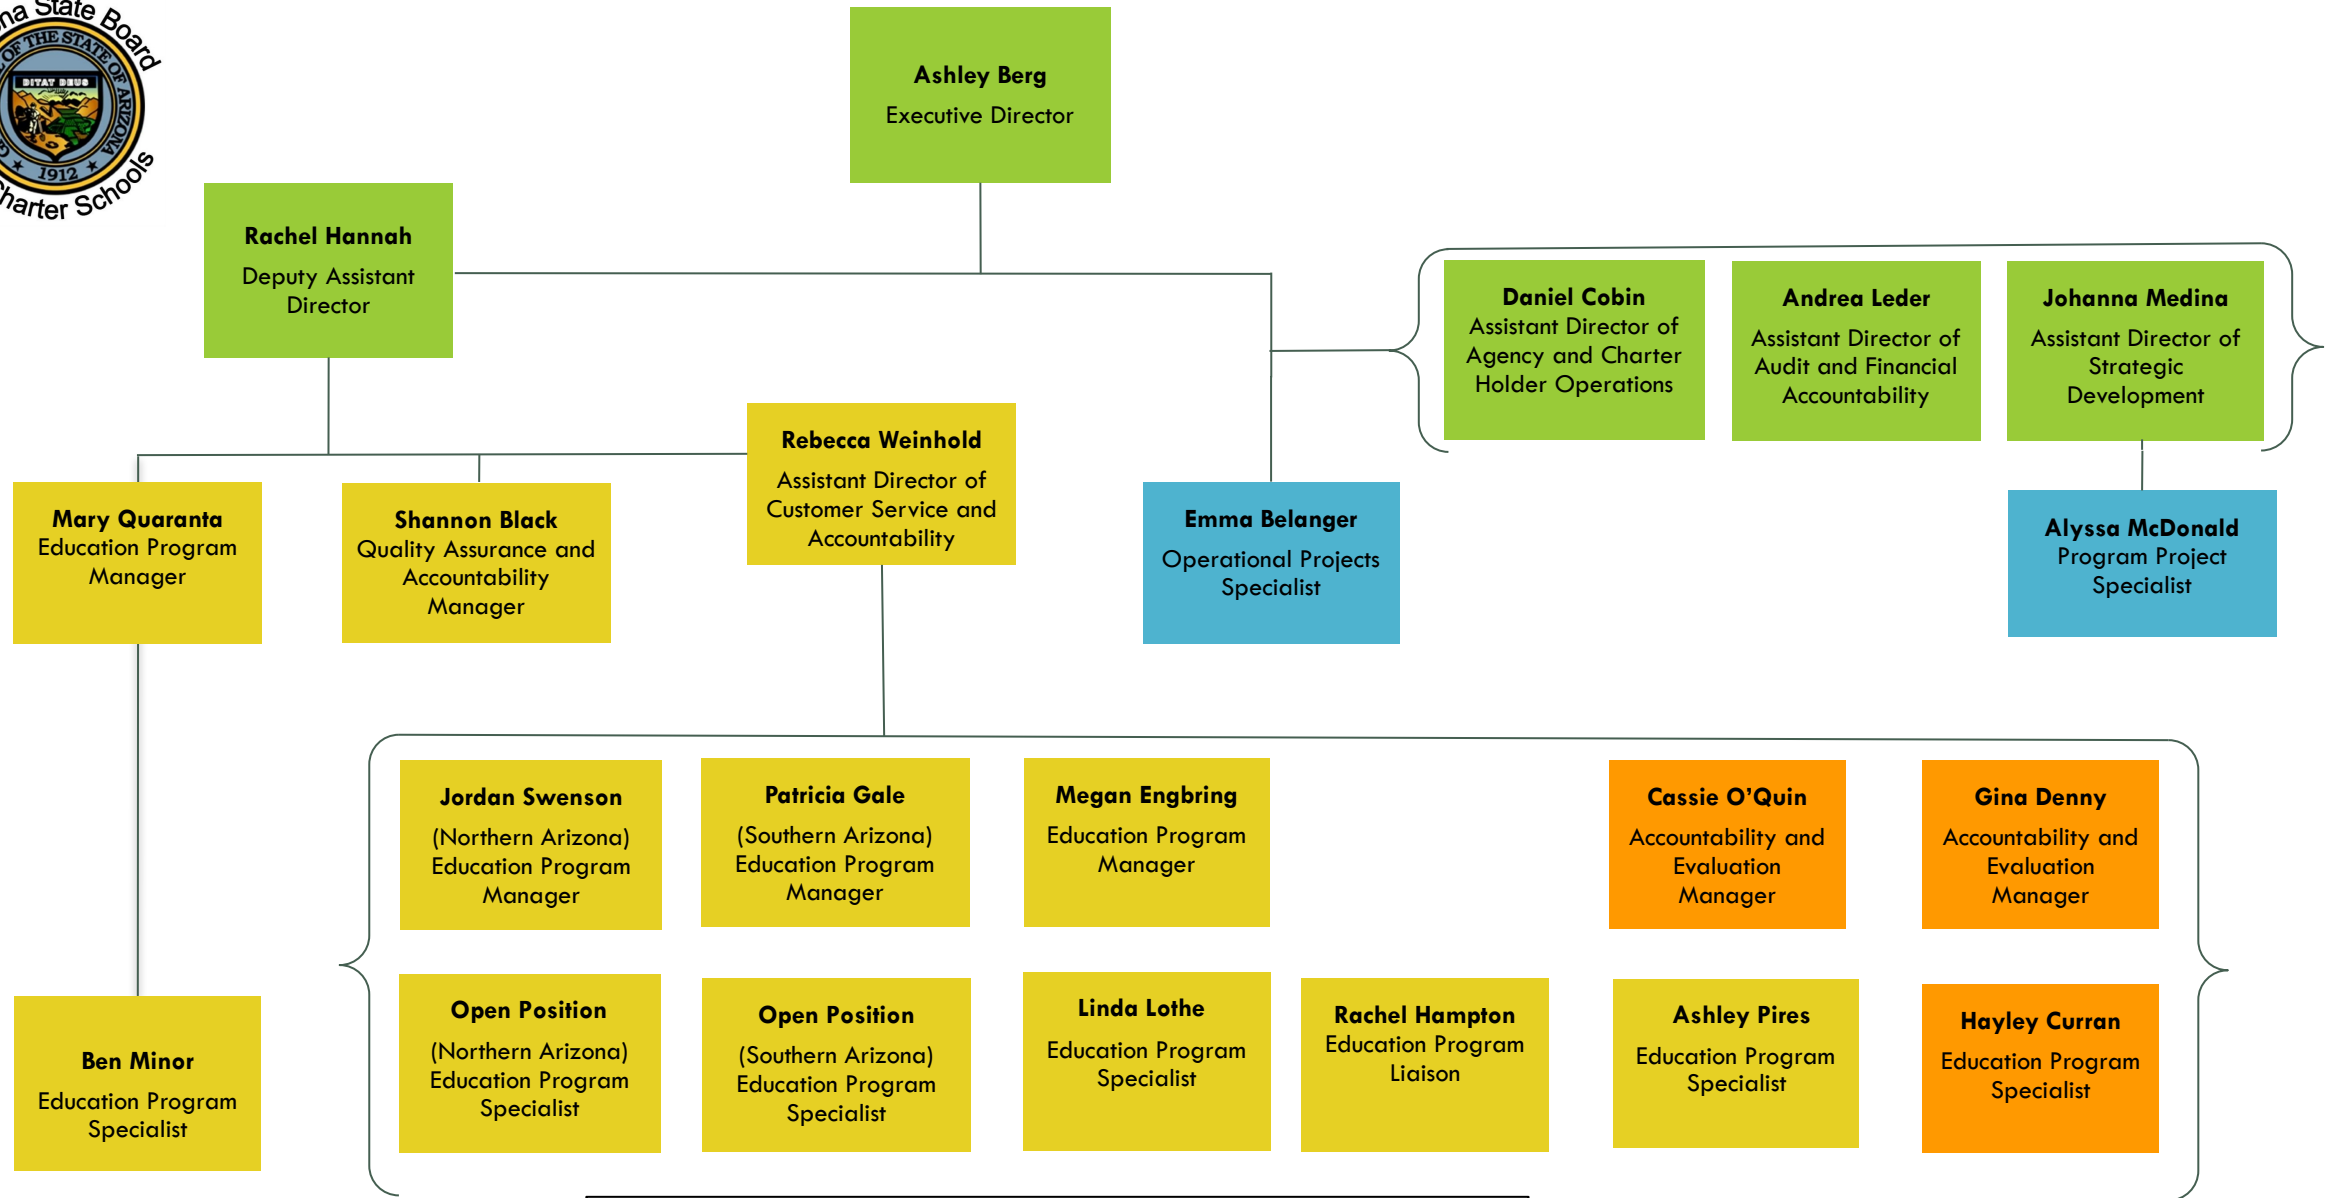 State Board
OF THE STATE OF ARIZONA
DITAT DEUS
1912
Schools
Ashley Berg
Executive Director
Rachel Hannah
Deputy Assistant
Director
Daniel Cobin
Assistant Director of
Agency and Charter
Holder Operations
Andrea Leder
Assistant Director of
Audit and Financial
Accountability
Johanna Medina
Assistant Director of
Strategic
Development
Rebecca Weinhold
Assistant Director of
Customer Service and
Accountability
Mary Quaranta
Education Program
Manager
Shannon Black
Quality Assurance and
Accountability
Manager
Emma Belanger
Operational Projects
Specialist
Alyssa McDonald
Program Project
Specialist
Jordan Swenson
(Northern Arizona)
Education Program
Manager
Patricia Gale
(Southern Arizona)
Education Program
Manager
Megan Engbring
Education Program
Manager
Cassie O’Quin
Accountability and
Evaluation
Manager
Gina Denny
Accountability and
Evaluation
Manager
Ben Minor
Education Program
Specialist
Open Position
(Northern Arizona)
Education Program
Specialist
Open Position
(Southern Arizona)
Education Program
Specialist
Linda Lothe
Education Program
Specialist
Rachel Hampton
Education Program
Liaison
Ashley Pires
Education Program
Specialist
Hayley Curran
Education Program
Specialist